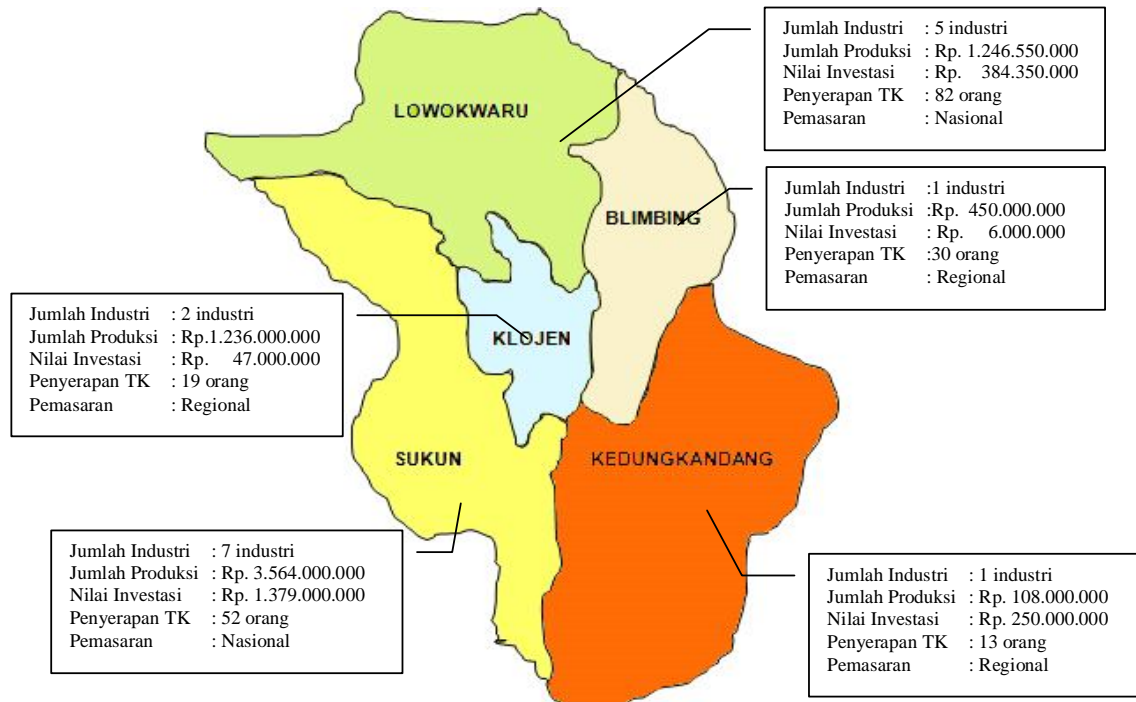 Jumlah Industri : 5 industri
Jumlah Produksi : Rp. 1.246.550.000
Nilai Investasi : Rp. 384.350.000
Penyerapan TK : 82 orang
Pemasaran : Nasional
LOWOKWARU
Jumlah Industri :1 industri
Jumlah Produksi :Rp. 450.000.000
Nilai Investasi : Rp. 6.000.000
Penyerapan TK :30 orang
Pemasaran : Regional
BLIMBING
Jumlah Industri : 2 industri
Jumlah Produksi : Rp.1.236.000.000
Nilai Investasi : Rp. 47.000.000
Penyerapan TK : 19 orang
Pemasaran : Regional
KLOJEN
SUKUN
KEDUNGKANDANG
Jumlah Industri : 7 industri
Jumlah Produksi : Rp. 3.564.000.000
Nilai Investasi : Rp. 1.379.000.000
Penyerapan TK : 52 orang
Pemasaran : Nasional
Jumlah Industri : 1 industri
Jumlah Produksi : Rp. 108.000.000
Nilai Investasi : Rp. 250.000.000
Penyerapan TK : 13 orang
Pemasaran : Regional